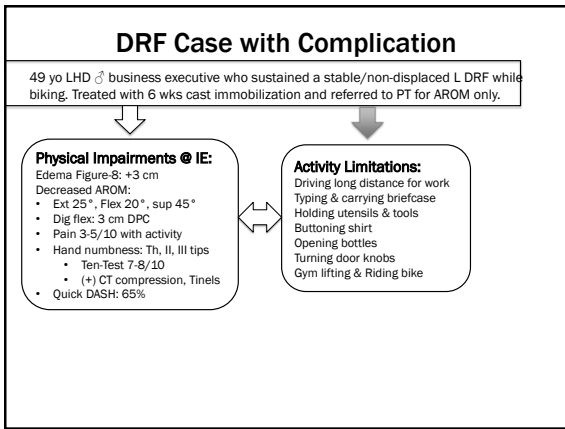 DRF Case with Complication
49 yo LHD ♂ business executive who sustained a stable/non-displaced L DRF while
biking. Treated with 6 wks cast immobilization and referred to PT for AROM only.
Physical Impairments @ IE:
Edema Figure-8: +3 cm
Decreased AROM:
• Ext 25°, Flex 20°, sup 45°
• Dig flex: 3 cm DPC
• Pain 3-5/10 with activity
• Hand numbness: Th, II, III tips
• Ten-Test 7-8/10
• (+) CT compression, Tinels
• Quick DASH: 65%
Activity Limitations:
Driving long distance for work
Typing & carrying briefcase
Holding utensils & tools
Buttoning shirt
Opening bottles
Turning door knobs
Gym lifting & Riding bike